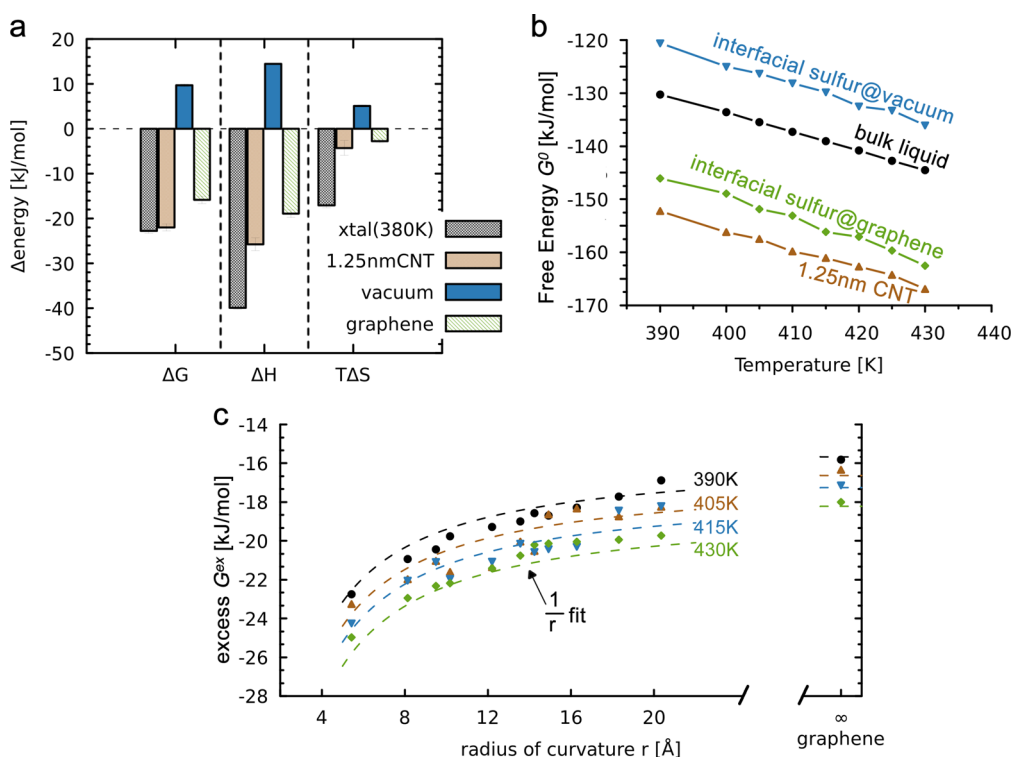 a
20
10
0
-10
-20
-30
-40
-50
Δenergy [kJ/mol]
xtal(380K)
1.25nmCNT
vacuum
graphene
ΔG ΔH TΔS
b
-120
-130
-140
-150
-160
-170
Free Energy G⁰ [kJ/mol]
interfacial sulfur@vacuum
bulk liquid
interfacial sulfur@graphene
1.25nm CNT
390 400 410 420 430 440
Temperature [K]
c
-14
-16
-18
-20
-22
-24
-26
-28
excess Gᵉˣ [kJ/mol]
390K
405K
415K
430K
1
r fit
4 8 12 16 20 ∞
graphene
radius of curvature r [Å]